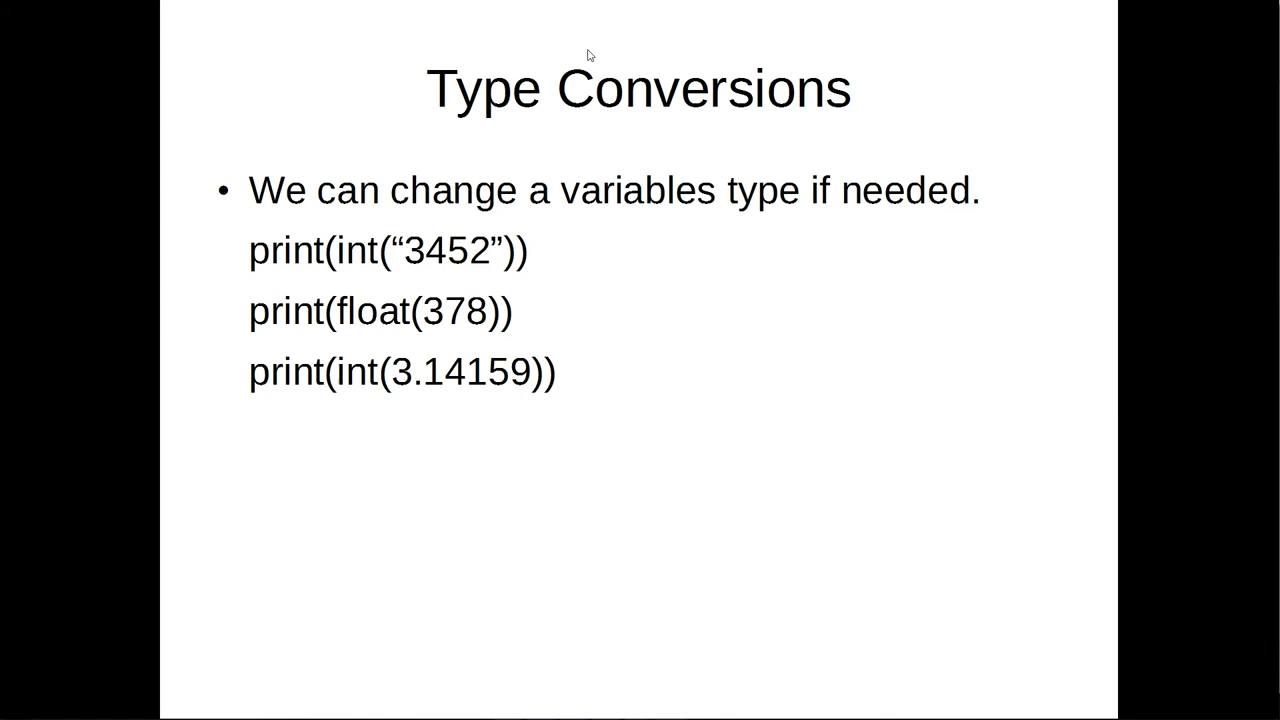 Type Conversions
• We can change a variables type if needed.
print(int(“3452”))
print(float(378))
print(int(3.14159))